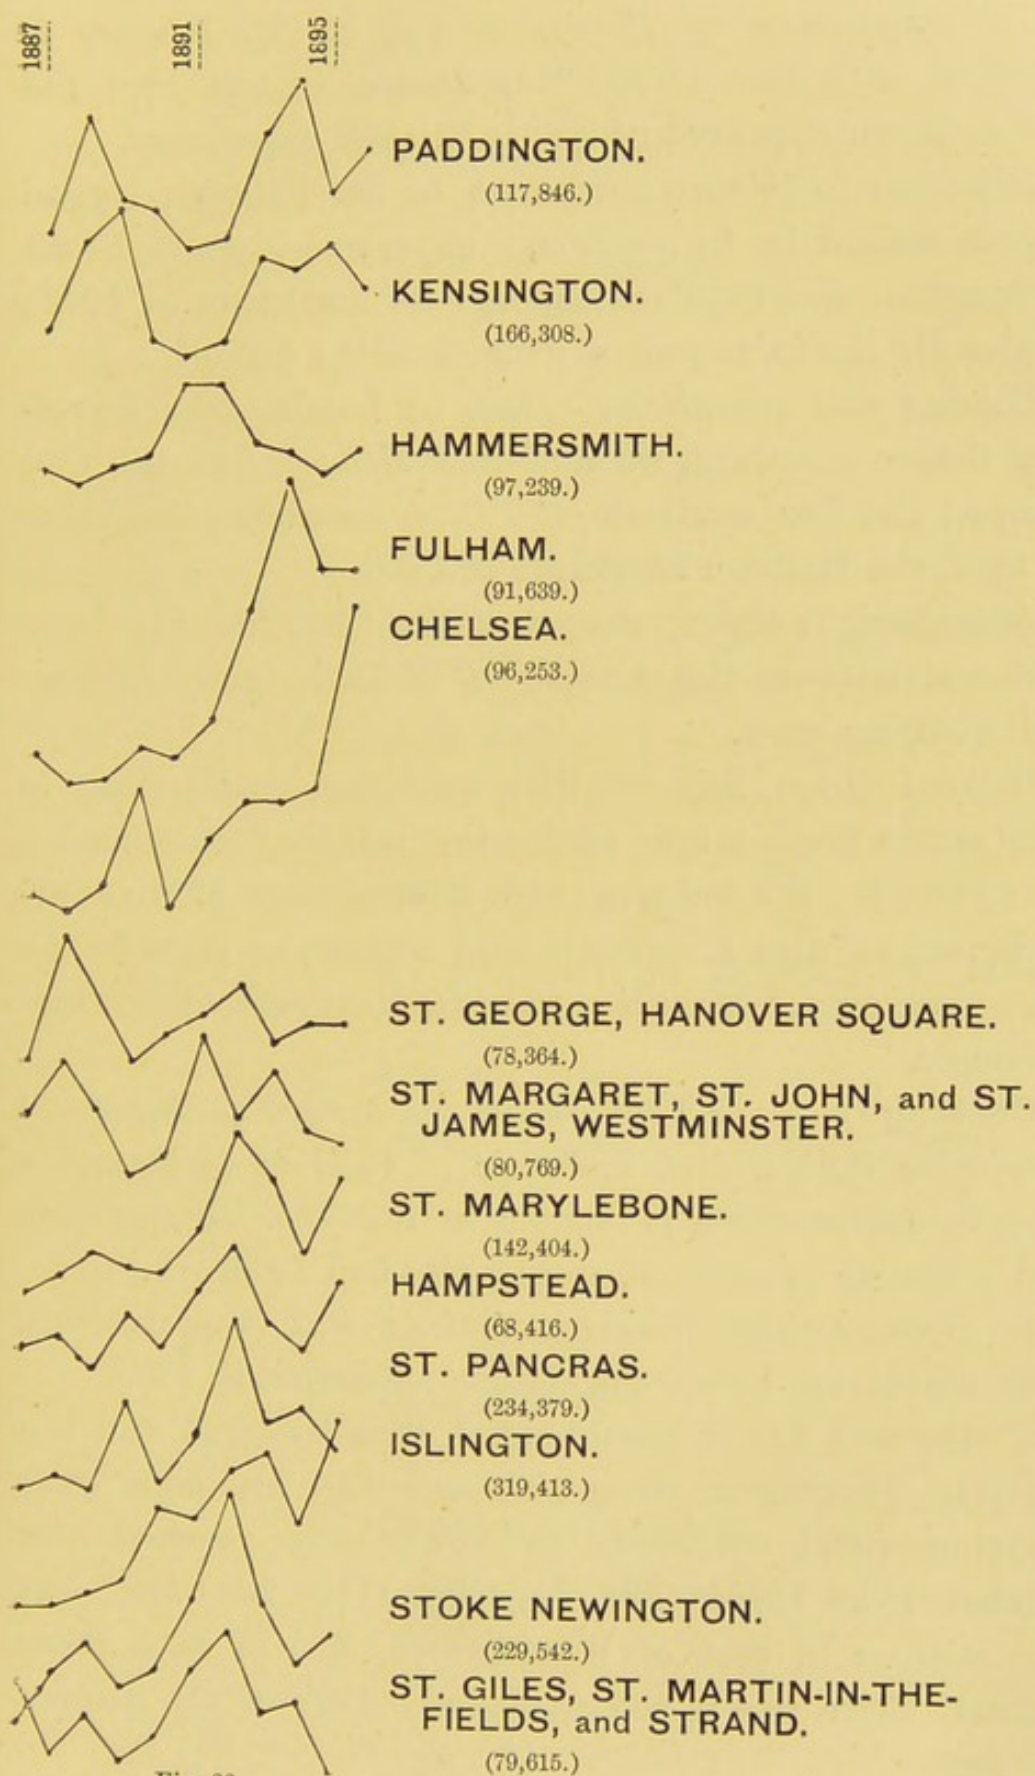 1887
1891
1895
PADDINGTON.
(117,846.)
KENSINGTON.
(166,308.)
HAMMERSMITH.
(97,239.)
FULHAM.
(91,639.)
CHELSEA.
(96,253.)
ST. GEORGE, HANOVER SQUARE.
(78,364.)
ST. MARGARET, ST. JOHN, and ST.
JAMES, WESTMINSTER.
(80,769.)
ST. MARYLEBONE.
(142,404.)
HAMPSTEAD.
(68,416.)
ST. PANCRAS.
(234,379.)
ISLINGTON.
(319,413.)
STOKE NEWINGTON.
(229,542.)
ST. GILES, ST. MARTIN-IN-THE-
FIELDS, and STRAND.
(79,615.)